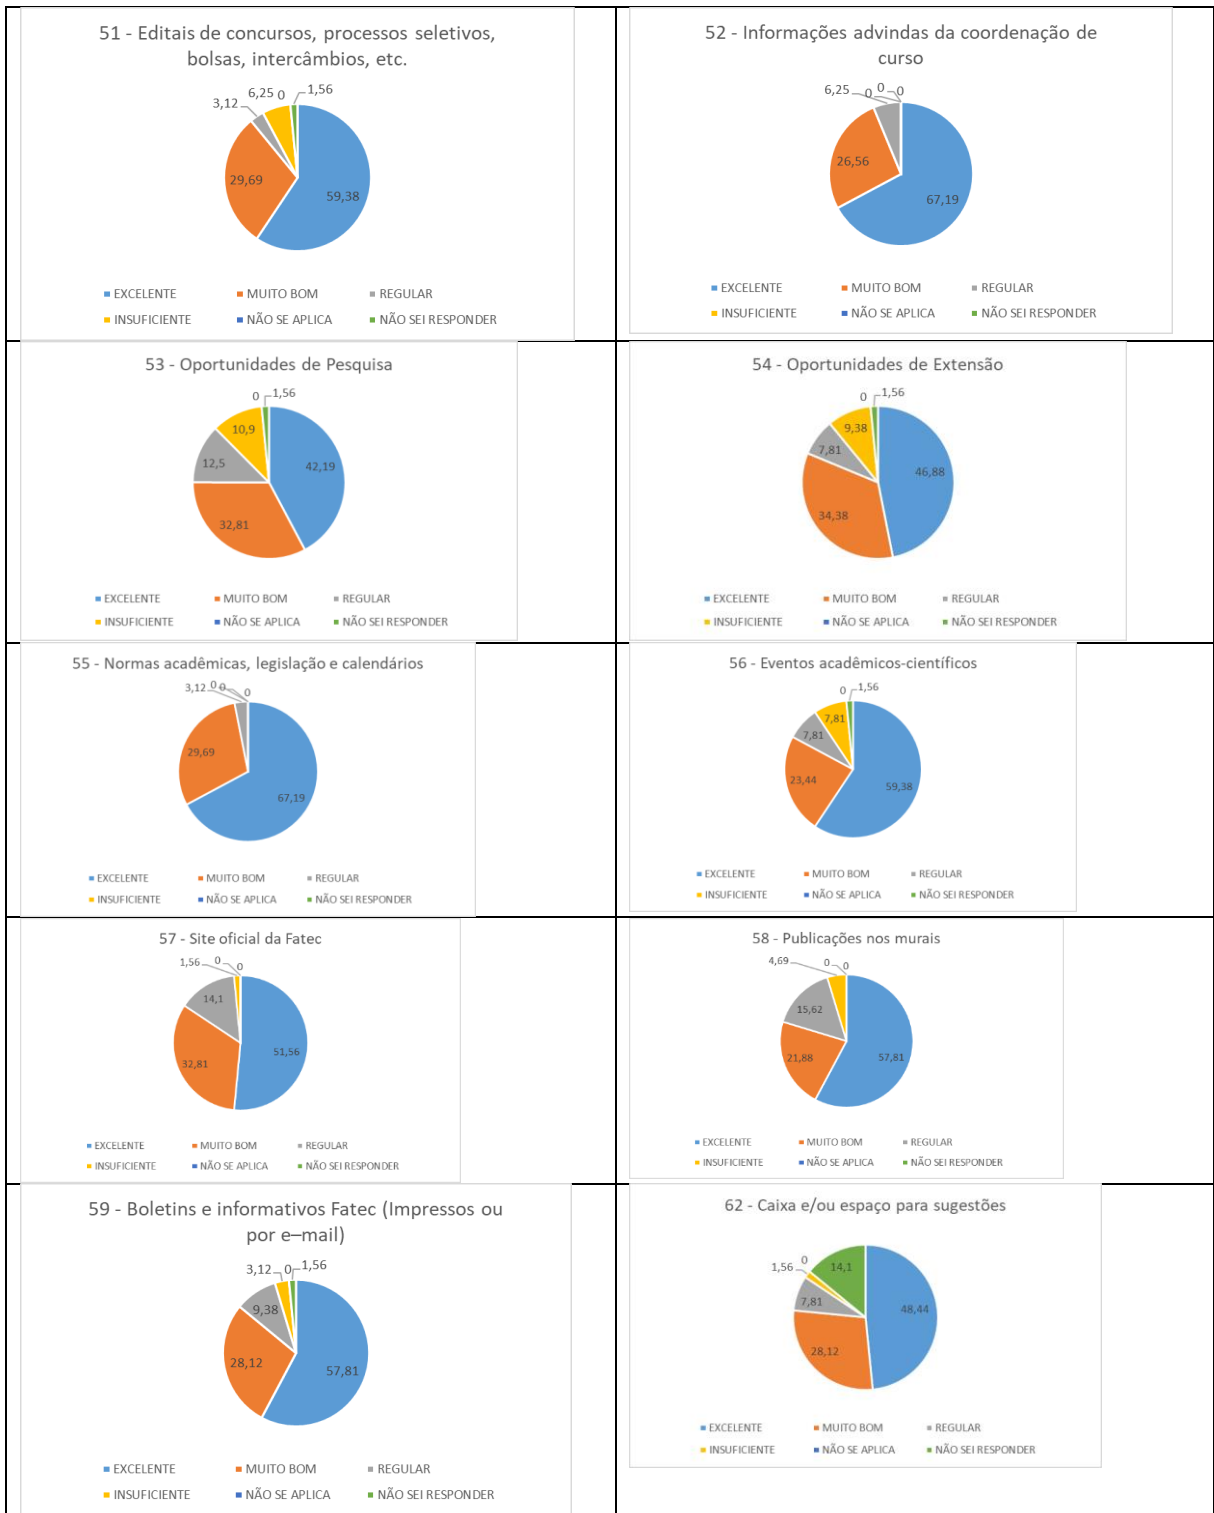 51 - Editais de concursos, processos seletivos,
bolsas, intercâmbios, etc.
6,25 0 1,56
3,12
29,69
59,38
EXCELENTE MUITO BOM REGULAR
INSUFICIENTE NÃO SE APLICA NÃO SEI RESPONDER
52 - Informações advindas da coordenação de
curso
6,25 0 0 0
26,56
67,19
EXCELENTE MUITO BOM REGULAR
INSUFICIENTE NÃO SE APLICA NÃO SEI RESPONDER
53 - Oportunidades de Pesquisa
0 1,56
10,9
12,5
42,19
32,81
EXCELENTE MUITO BOM REGULAR
INSUFICIENTE NÃO SE APLICA NÃO SEI RESPONDER
54 - Oportunidades de Extensão
0 1,56
9,38
7,81
46,88
34,38
EXCELENTE MUITO BOM REGULAR
INSUFICIENTE NÃO SE APLICA NÃO SEI RESPONDER
55 - Normas acadêmicas, legislação e calendários
3,12 0 0 0
29,69
67,19
EXCELENTE MUITO BOM REGULAR
INSUFICIENTE NÃO SE APLICA NÃO SEI RESPONDER
56 - Eventos acadêmicos-científicos
0 1,56
7,81
7,81
23,44
59,38
EXCELENTE MUITO BOM REGULAR
INSUFICIENTE NÃO SE APLICA NÃO SEI RESPONDER
57 - Site oficial da Fatec
1,56 0 0
14,1
51,56
32,81
EXCELENTE MUITO BOM REGULAR
INSUFICIENTE NÃO SE APLICA NÃO SEI RESPONDER
58 - Publicações nos murais
4,69 0 0
15,62
21,88
57,81
EXCELENTE MUITO BOM REGULAR
INSUFICIENTE NÃO SE APLICA NÃO SEI RESPONDER
59 - Boletins e informativos Fatec (Impressos ou
por e–mail)
3,12 0 1,56
9,38
28,12
57,81
EXCELENTE MUITO BOM REGULAR
INSUFICIENTE NÃO SE APLICA NÃO SEI RESPONDER
62 - Caixa e/ou espaço para sugestões
0
1,56 14,1
7,81
48,44
28,12
EXCELENTE MUITO BOM REGULAR
INSUFICIENTE NÃO SE APLICA NÃO SEI RESPONDER